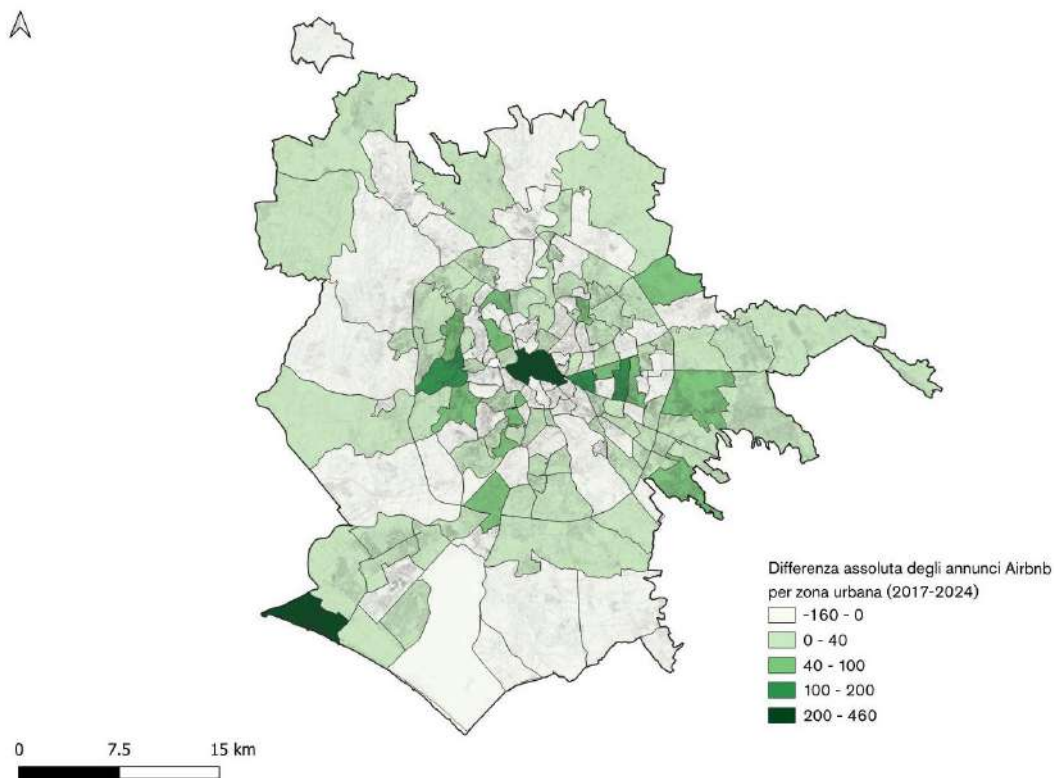 Differenza assoluta degli annunci Airbnb
per zona urbana (2017-2024)
-160 - 0
0 - 40
40 - 100
100 - 200
200 - 460
0 7.5 15 km